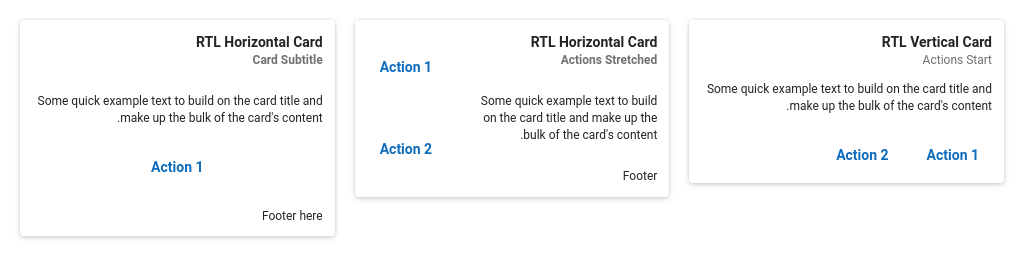 RTL Horizontal Card
Card Subtitle
Some quick example text to build on the card title and
.make up the bulk of the card's content
Action 1
Footer here
RTL Horizontal Card
Actions Stretched
Action 1
Some quick example text to build
on the card title and make up the
.bulk of the card's content
Action 2
Footer
RTL Vertical Card
Actions Start
Some quick example text to build on the card title and
.make up the bulk of the card's content
Action 2 Action 1